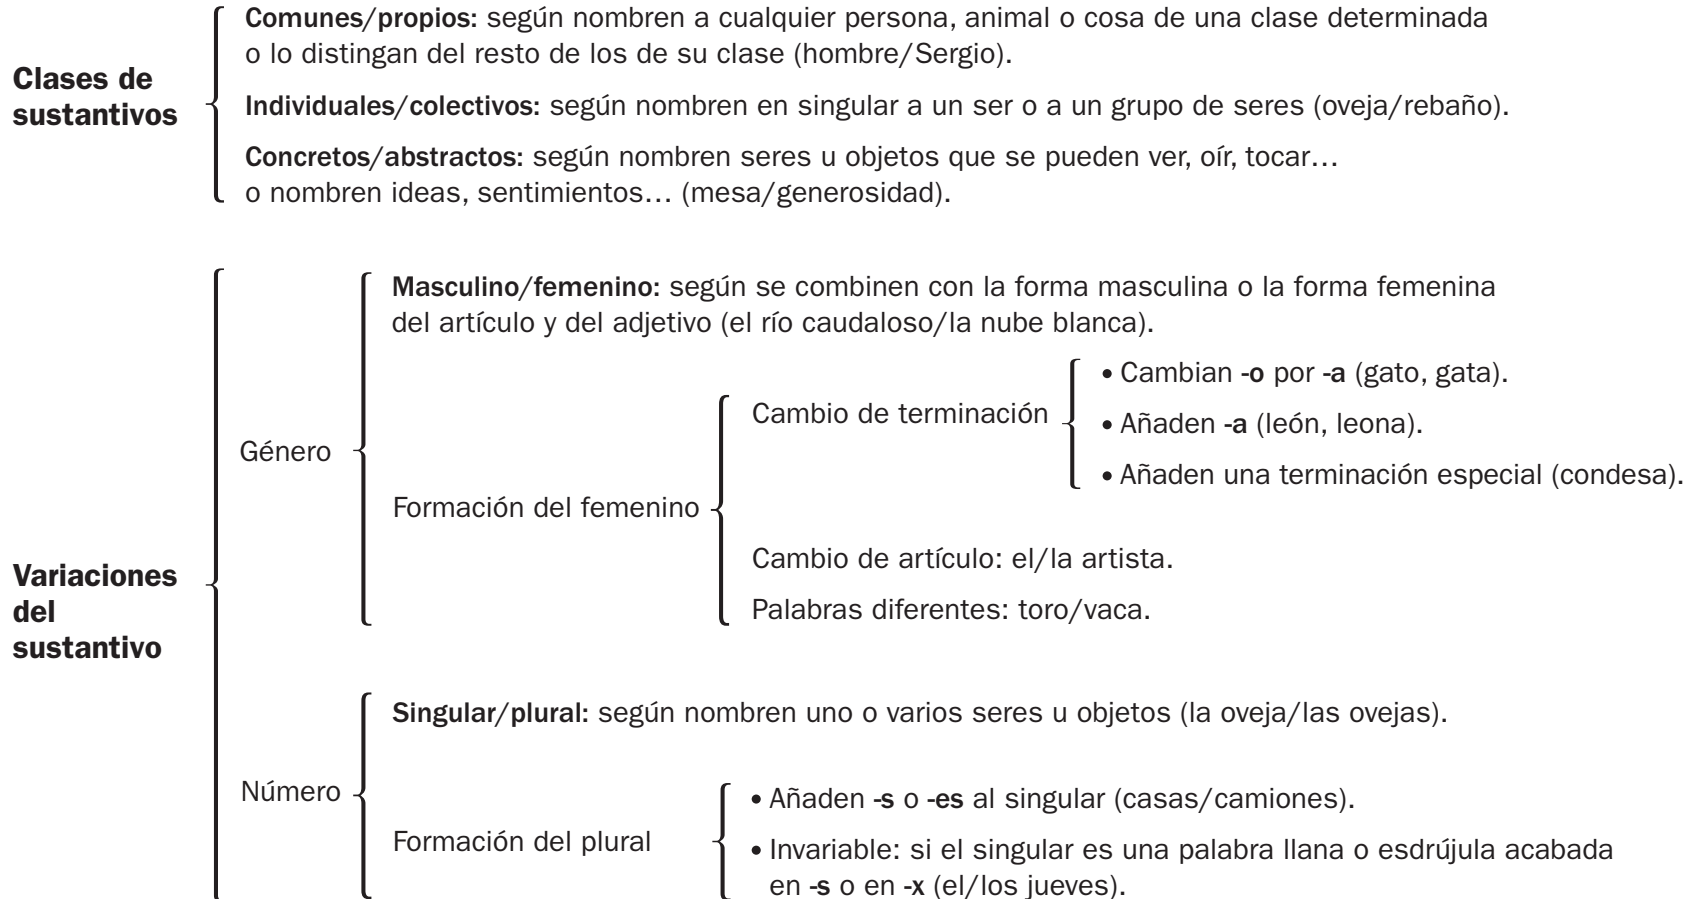 Clases de
sustantivos
Comunes/propios: según nombren a cualquier persona, animal o cosa de una clase determinada
o lo distingan del resto de los de su clase (hombre/Sergio).
Individuales/colectivos: según nombren en singular a un ser o a un grupo de seres (oveja/rebaño).
Concretos/abstractos: según nombren seres u objetos que se pueden ver, oír, tocar…
o nombren ideas, sentimientos… (mesa/generosidad).
Variaciones
del
sustantivo
Género
Masculino/femenino: según se combinen con la forma masculina o la forma femenina
del artículo y del adjetivo (el río caudaloso/la nube blanca).
Formación del femenino
Cambio de terminación
• Cambian -o por -a (gato, gata).
• Añaden -a (león, leona).
• Añaden una terminación especial (condesa).
Cambio de artículo: el/la artista.
Palabras diferentes: toro/vaca.
Número
Singular/plural: según nombren uno o varios seres u objetos (la oveja/las ovejas).
Formación del plural
• Añaden -s o -es al singular (casas/camiones).
• Invariable: si el singular es una palabra llana o esdrújula acabada
en -s o en -x (el/los jueves).